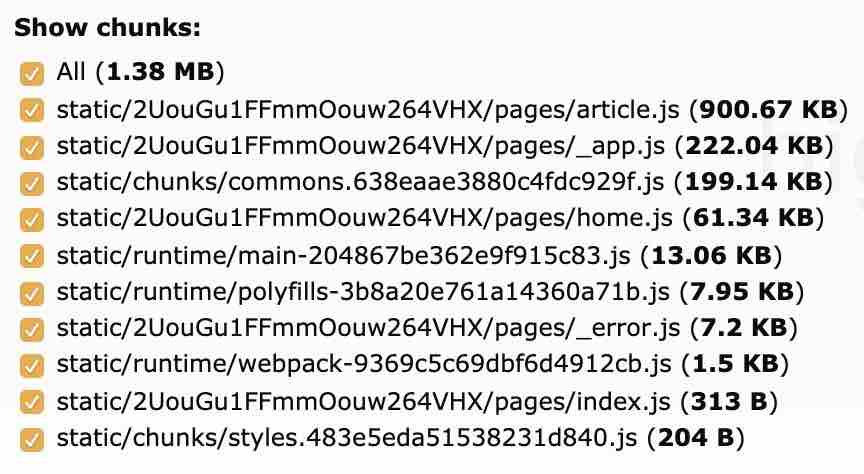 Show chunks:
All (1.38 MB)
static/2UouGu1FFmmOouw264VHX/pages/article.js (900.67 KB)
static/2UouGu1FFmmOouw264VHX/pages/_app.js (222.04 KB)
static/chunks/commons.638eaae3880c4fdc929f.js (199.14 KB)
static/2UouGu1FFmmOouw264VHX/pages/home.js (61.34 KB)
static/runtime/main-204867be362e9f915c83.js (13.06 KB)
static/runtime/polyfills-3b8a20e761a14360a71b.js (7.95 KB)
static/2UouGu1FFmmOouw264VHX/pages/_error.js (7.2 KB)
static/runtime/webpack-9369c5c69dbf6d4912cb.js (1.5 KB)
static/2UouGu1FFmmOouw264VHX/pages/index.js (313 B)
static/chunks/styles.483e5eda51538231d840.js (204 B)